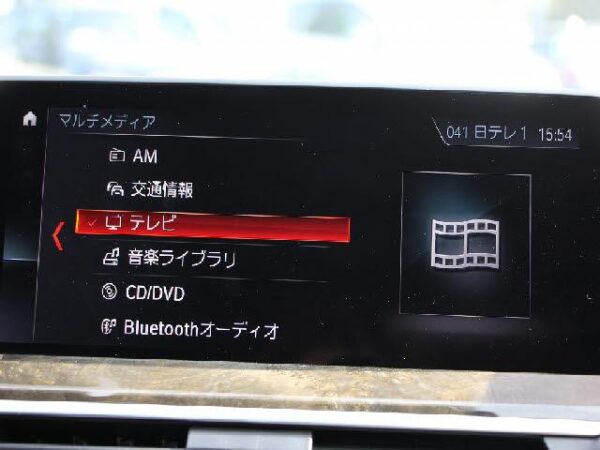 マルチメディア
041 日テレ1 15:54
AM
交通情報
テレビ
音楽ライブラリ
CD/DVD
Bluetoothオーディオ